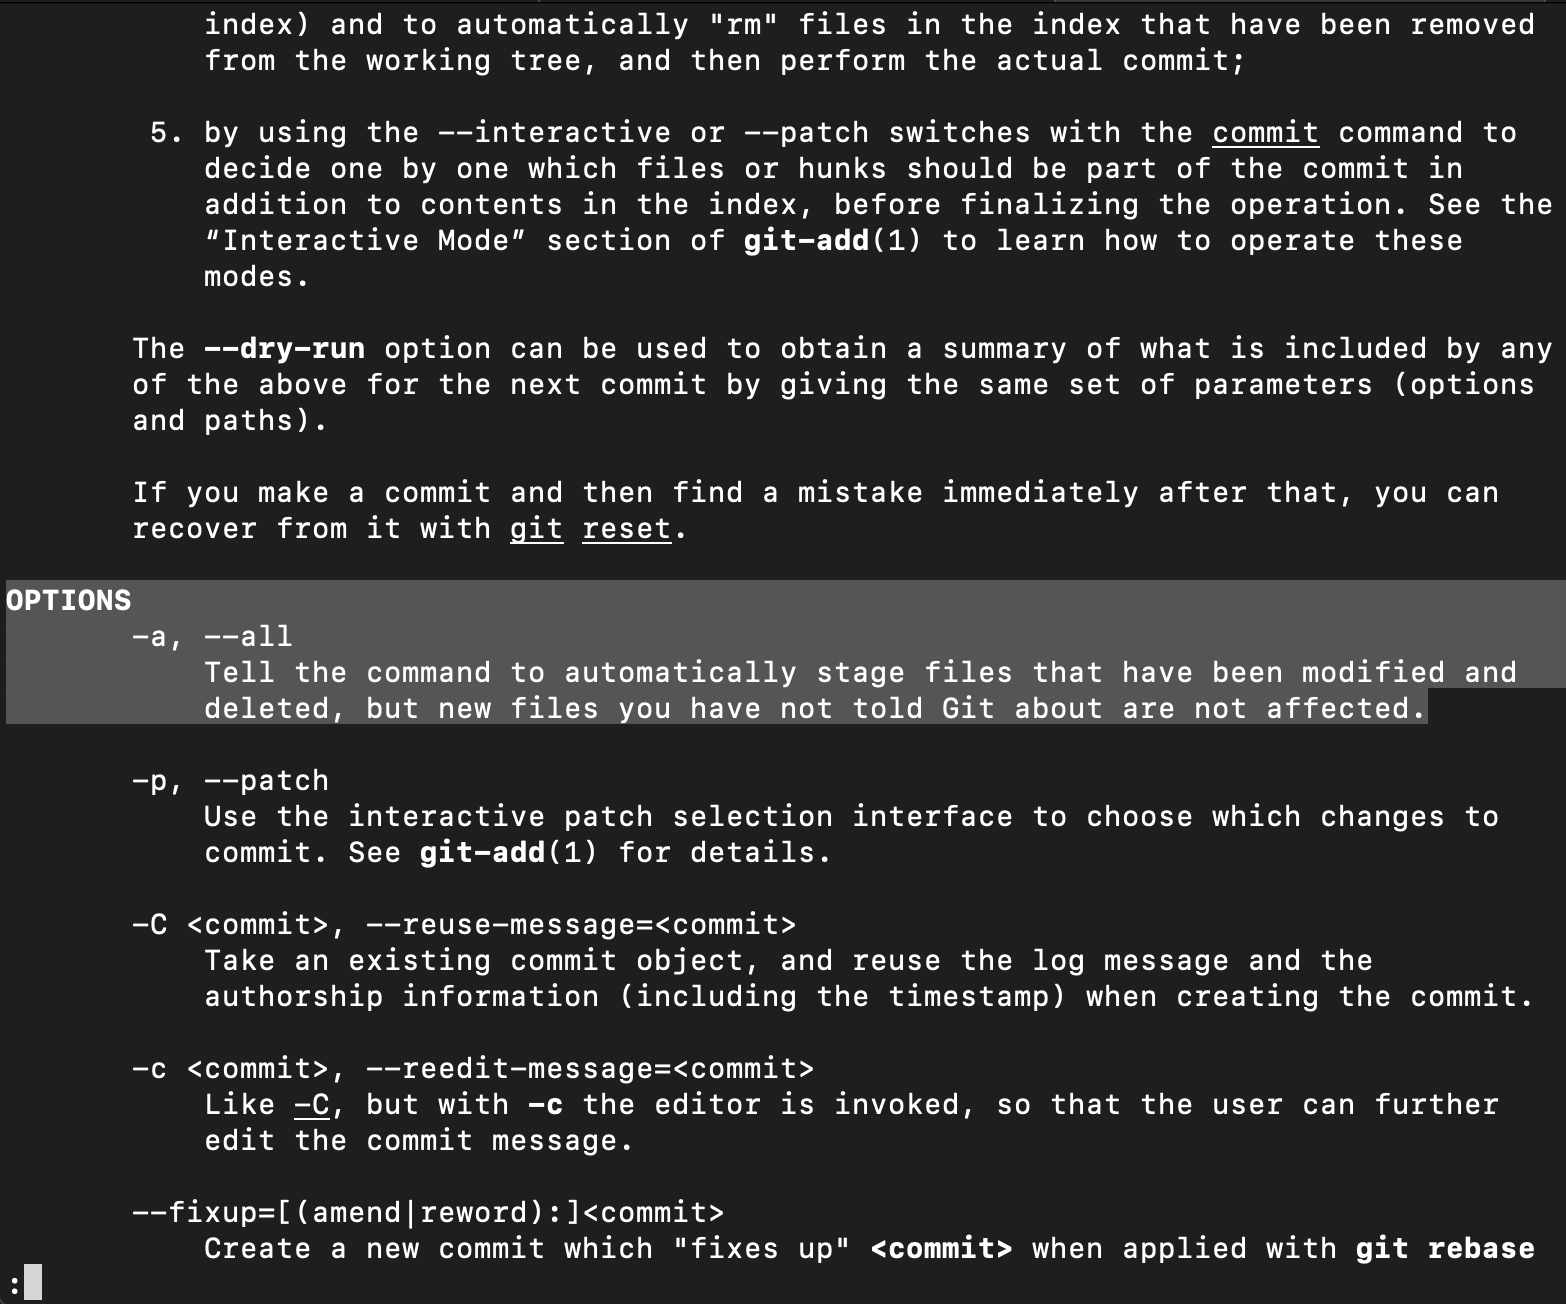 index) and to automatically "rm" files in the index that have been removed
from the working tree, and then perform the actual commit;
5. by using the --interactive or --patch switches with the commit command to
decide one by one which files or hunks should be part of the commit in
addition to contents in the index, before finalizing the operation. See the
“Interactive Mode” section of git-add(1) to learn how to operate these
modes.
The --dry-run option can be used to obtain a summary of what is included by any
of the above for the next commit by giving the same set of parameters (options
and paths).
If you make a commit and then find a mistake immediately after that, you can
recover from it with git reset.
OPTIONS
-a, --all
Tell the command to automatically stage files that have been modified and
deleted, but new files you have not told Git about are not affected.
-p, --patch
Use the interactive patch selection interface to choose which changes to
commit. See git-add(1) for details.
-C <commit>, --reuse-message=<commit>
Take an existing commit object, and reuse the log message and the
authorship information (including the timestamp) when creating the commit.
-c <commit>, --reedit-message=<commit>
Like -C, but with -c the editor is invoked, so that the user can further
edit the commit message.
--fixup=[(amend|reword):]<commit>
Create a new commit which "fixes up" <commit> when applied with git rebase
: